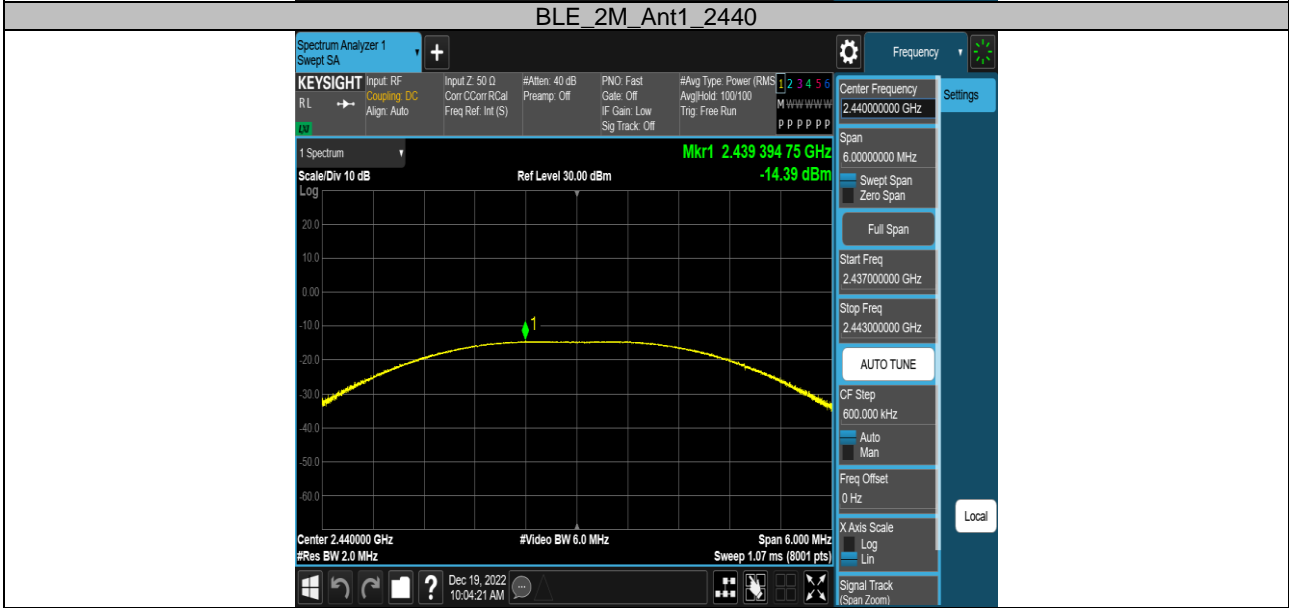 BLE_2M_Ant1_2440
Spectrum Analyzer 1
Swept SA
+
Frequency
KEYSIGHT
RL
LXI
Input: RF
Coupling: DC
Align: Auto
Input Z: 50 Ω
Corr CCorr RCal
Freq Ref: Int (S)
#Atten: 40 dB
Preamp: Off
PNO: Fast
Gate: Off
IF Gain: Low
Sig Track: Off
#Avg Type: Power (RMS
Avg|Hold: 100/100
Trig: Free Run
1 2 3 4 5 6
M W W W W W
P P P P P P
1 Spectrum
Mkr1 2.439 394 75 GHz
Scale/Div 10 dB
Ref Level 30.00 dBm
-14.39 dBm
Log
20.0
10.0
0.00
-10.0
1
-20.0
-30.0
-40.0
-50.0
-60.0
Center 2.440000 GHz
#Video BW 6.0 MHz
Span 6.000 MHz
#Res BW 2.0 MHz
Sweep 1.07 ms (8001 pts)
?
Dec 19, 2022
10:04:21 AM
Center Frequency
2.440000000 GHz
Settings
Span
6.00000000 MHz
Swept Span
Zero Span
Full Span
Start Freq
2.437000000 GHz
Stop Freq
2.443000000 GHz
AUTO TUNE
CF Step
600.000 kHz
Auto
Man
Freq Offset
0 Hz
X Axis Scale
Log
Lin
Local
Signal Track
(Span Zoom)